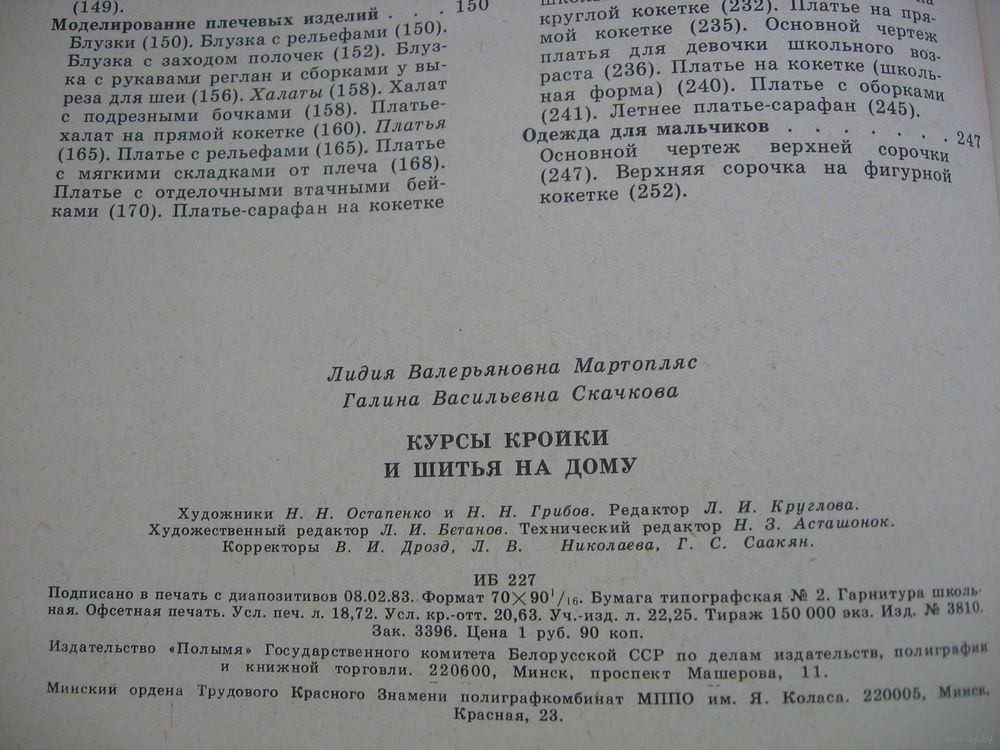 (149).
Моделирование плечевых изделий . . . 150
Блузки (150). Блузка с рельефами (150).
Блузка с заходом полочек (152). Блуз-
ка с рукавами реглан и сборками у вы-
реза для шеи (156). Халаты (158). Халат
с подрезными бочками (158). Платье-
халат на прямой кокетке (160). Платья
(165). Платье с рельефами (165). Платье
с мягкими складками от плеча (168).
Платье с отделочными втачными бей-
ками (170). Платье-сарафан на кокетке
круглой кокетке (232). Платье на пря-
мой кокетке (235). Основной чертеж
платья для девочки школьного воз-
раста (236). Платье на кокетке (школь-
ная форма) (240). Платье с оборками
(241). Летнее платье-сарафан (245).
Одежда для мальчиков . . . . . . . 247
Основной чертеж верхней сорочки
(247). Верхняя сорочка на фигурной
кокетке (252).
Лидия Валерьяновна Мартопляс
Галина Васильевна Скачкова
КУРСЫ КРОЙКИ
И ШИТЬЯ НА ДОМУ
Художники Н. Н. Остапенко и Н. Н. Грибов. Редактор Л. И. Круглова.
Художественный редактор Л. И. Бетанов. Технический редактор Н. З. Асташонок.
Корректоры В. И. Дрозд, Л. В. Николаева, Г. С. Саакян.
ИБ 227
Подписано в печать с диапозитивов 08.02.83. Формат 70×90¹/₁₆. Бумага типографская № 2. Гарнитура школь-
ная. Офсетная печать. Усл. печ. л. 18,72. Усл. кр.-отт. 20,63. Уч.-изд. л. 22,25. Тираж 150 000 экз. Изд. № 3810.
Зак. 3396. Цена 1 руб. 90 коп.
Издательство «Полымя» Государственного комитета Белорусской ССР по делам издательств, полиграфии
и книжной торговли. 220600, Минск, проспект Машерова, 11.
Минский ордена Трудового Красного Знамени полиграфкомбинат МППО им. Я. Коласа. 220005, Минск,
Красная, 23.
www.ay.by